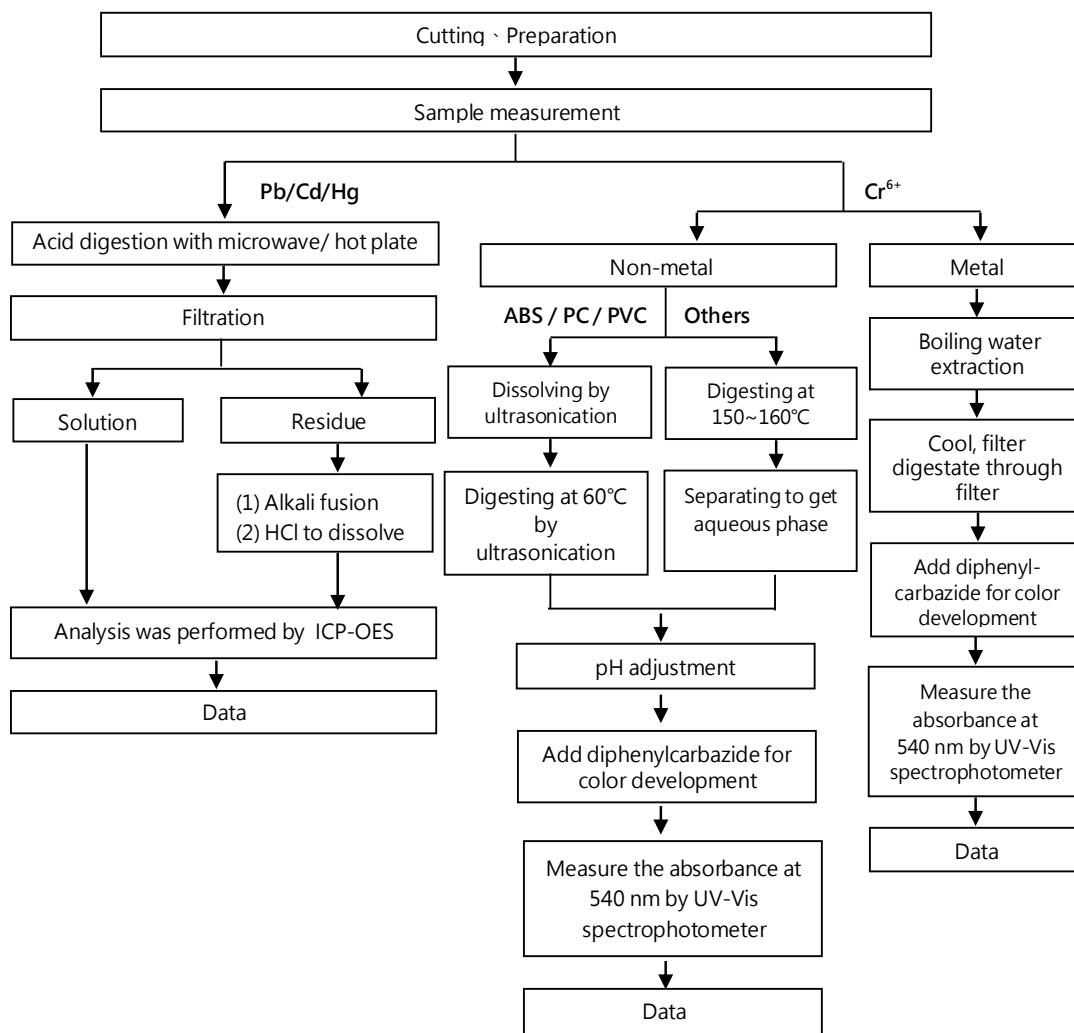 Cutting、Preparation
Sample measurement
Pb/Cd/Hg
Acid digestion with microwave/ hot plate
Filtration
Solution
Residue
(1) Alkali fusion
(2) HCl to dissolve
Analysis was performed by ICP-OES
Data
Cr⁶⁺
Non-metal
ABS / PC / PVC
Others
Dissolving by
ultrasonication
Digesting at
150~160℃
Digesting at 60℃
by
ultrasonication
Separating to get
aqueous phase
pH adjustment
Add diphenylcarbazide for
color development
Measure the absorbance at
540 nm by UV-Vis
spectrophotometer
Data
Metal
Boiling water
extraction
Cool, filter
digestate through
filter
Add diphenyl-
carbazide for color
development
Measure the
absorbance at
540 nm by UV-Vis
spectrophotometer
Data